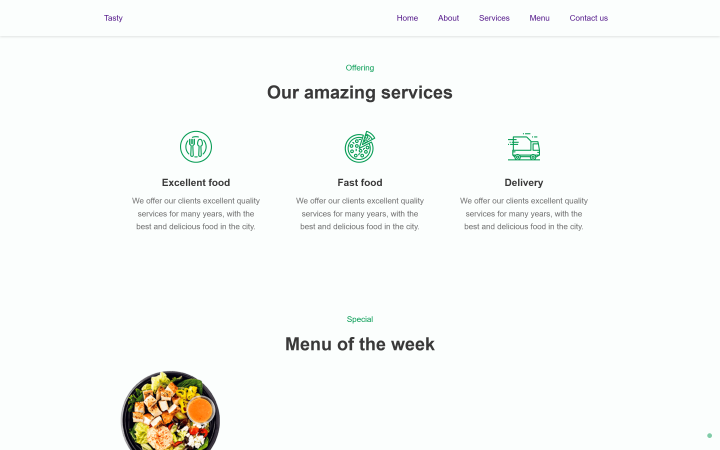 Tasty
Home About Services Menu Contact us
Offering
Our amazing services
Excellent food
We offer our clients excellent quality
services for many years, with the
best and delicious food in the city.
Fast food
We offer our clients excellent quality
services for many years, with the
best and delicious food in the city.
Delivery
We offer our clients excellent quality
services for many years, with the
best and delicious food in the city.
Special
Menu of the week